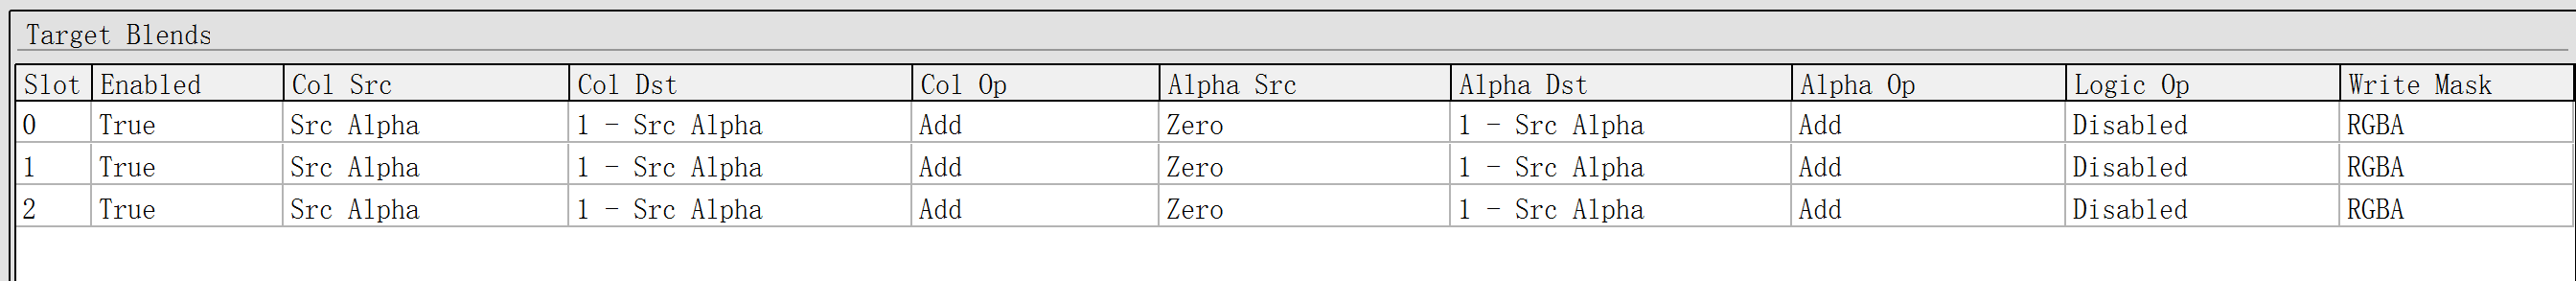 Target Blends
Slot Enabled Col Src Col Dst Col Op Alpha Src Alpha Dst Alpha Op Logic Op Write Mask
0 True Src Alpha 1 - Src Alpha Add Zero 1 - Src Alpha Add Disabled RGBA
1 True Src Alpha 1 - Src Alpha Add Zero 1 - Src Alpha Add Disabled RGBA
2 True Src Alpha 1 - Src Alpha Add Zero 1 - Src Alpha Add Disabled RGBA